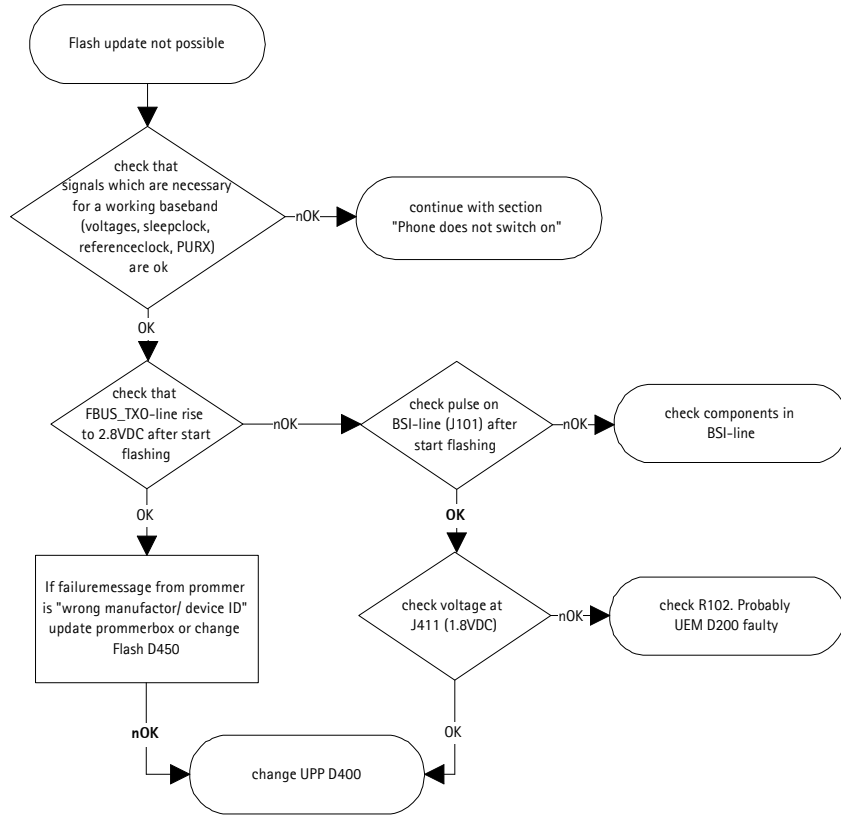 Flash update not possible
check that
signals which are necessary
for a working baseband
(voltages, sleepclock,
referenceclock, PURX)
are ok
nOK
continue with section
"Phone does not switch on"
OK
check that
FBUS_TXO-line rise
to 2.8VDC after start
flashing
nOK
check pulse on
BSI-line (J101) after
start flashing
nOK
check components in
BSI-line
OK
OK
If failuremessage from prommer
is "wrong manufactor/ device ID"
update prommerbox or change
Flash D450
check voltage at
J411 (1.8VDC)
nOK
check R102. Probably
UEM D200 faulty
nOK
OK
change UPP D400